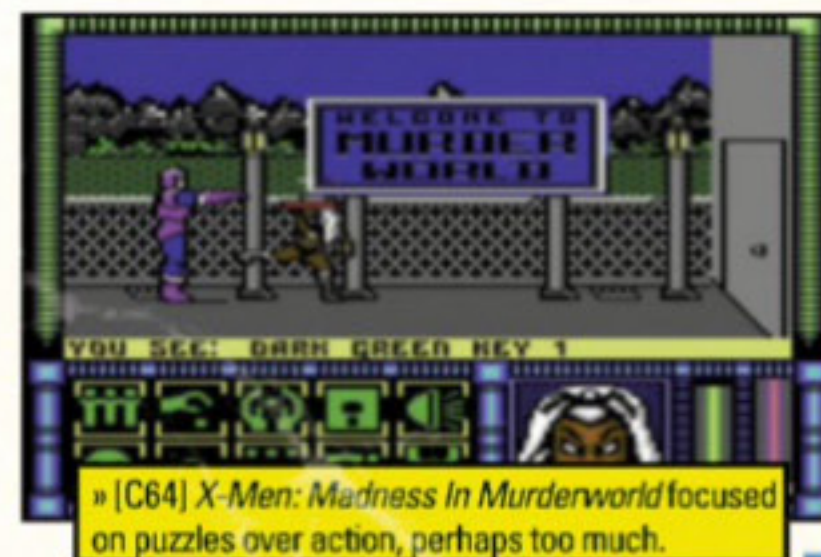 WELCOME TO
MURDER
WORLD
YOU SEE: DARK GREEN KEY 1
» [C64] X-Men: Madness In Murderworld focused
on puzzles over action, perhaps too much.